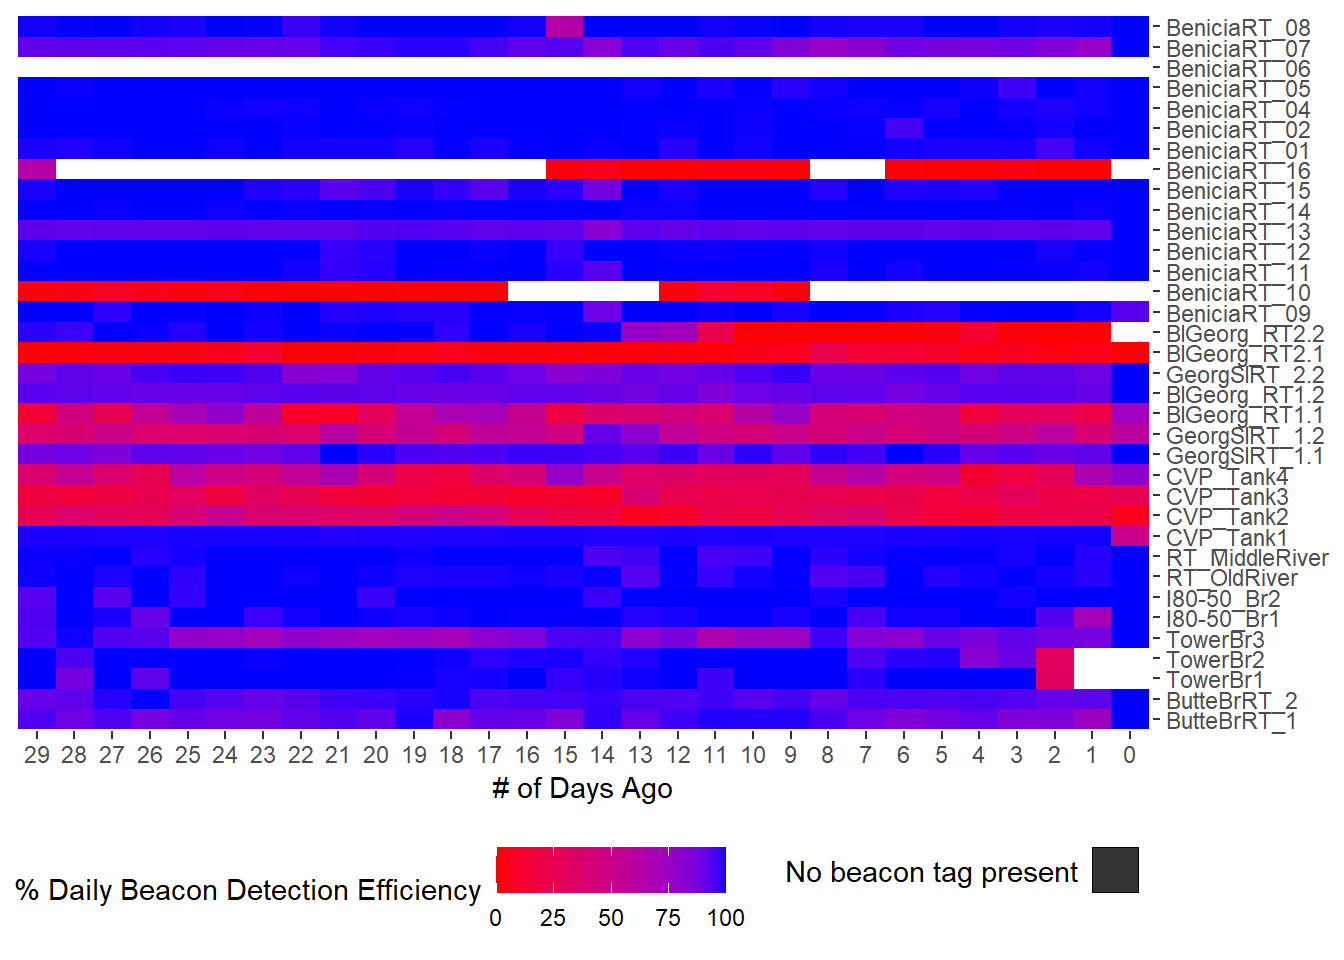 BeniciaRT_08
BeniciaRT_07
BeniciaRT_06
BeniciaRT_05
BeniciaRT_04
BeniciaRT_02
BeniciaRT_01
BeniciaRT_16
BeniciaRT_15
BeniciaRT_14
BeniciaRT_13
BeniciaRT_12
BeniciaRT_11
BeniciaRT_10
BeniciaRT_09
BlGeorg_RT2.2
BlGeorg_RT2.1
GeorgSlRT_2.2
BlGeorg_RT1.2
BlGeorg_RT1.1
GeorgSlRT_1.2
GeorgSlRT_1.1
CVP_Tank4
CVP_Tank3
CVP_Tank2
CVP_Tank1
RT_MiddleRiver
RT_OldRiver
I80-50_Br2
I80-50_Br1
TowerBr3
TowerBr2
TowerBr1
ButteBrRT_2
ButteBrRT_1
29 28 27 26 25 24 23 22 21 20 19 18 17 16 15 14 13 12 11 10 9 8 7 6 5 4 3 2 1 0
# of Days Ago
% Daily Beacon Detection Efficiency
0 25 50 75 100
No beacon tag present